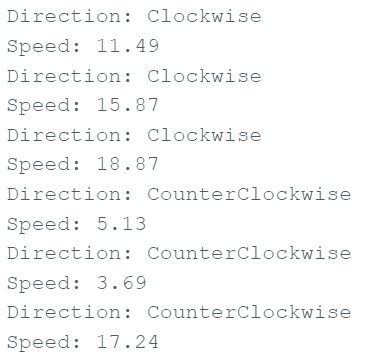 Direction: Clockwise
Speed: 11.49
Direction: Clockwise
Speed: 15.87
Direction: Clockwise
Speed: 18.87
Direction: CounterClockwise
Speed: 5.13
Direction: CounterClockwise
Speed: 3.69
Direction: CounterClockwise
Speed: 17.24